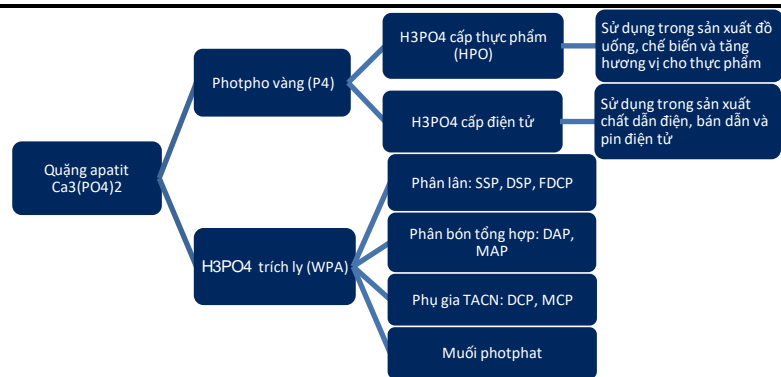 Quặng apatit
Ca3(PO4)2
Photpho vàng (P4)
H3PO4 cấp thực phẩm
(HPO)
Sử dụng trong sản xuất đồ
uống, chế biến và tăng
hương vị cho thực phẩm
H3PO4 cấp điện tử
Sử dụng trong sản xuất
chất dẫn điện, bán dẫn và
pin điện tử
H3PO4 trích ly (WPA)
Phân lân: SSP, DSP, FDCP
Phân bón tổng hợp: DAP,
MAP
Phụ gia TACN: DCP, MCP
Muối photphat